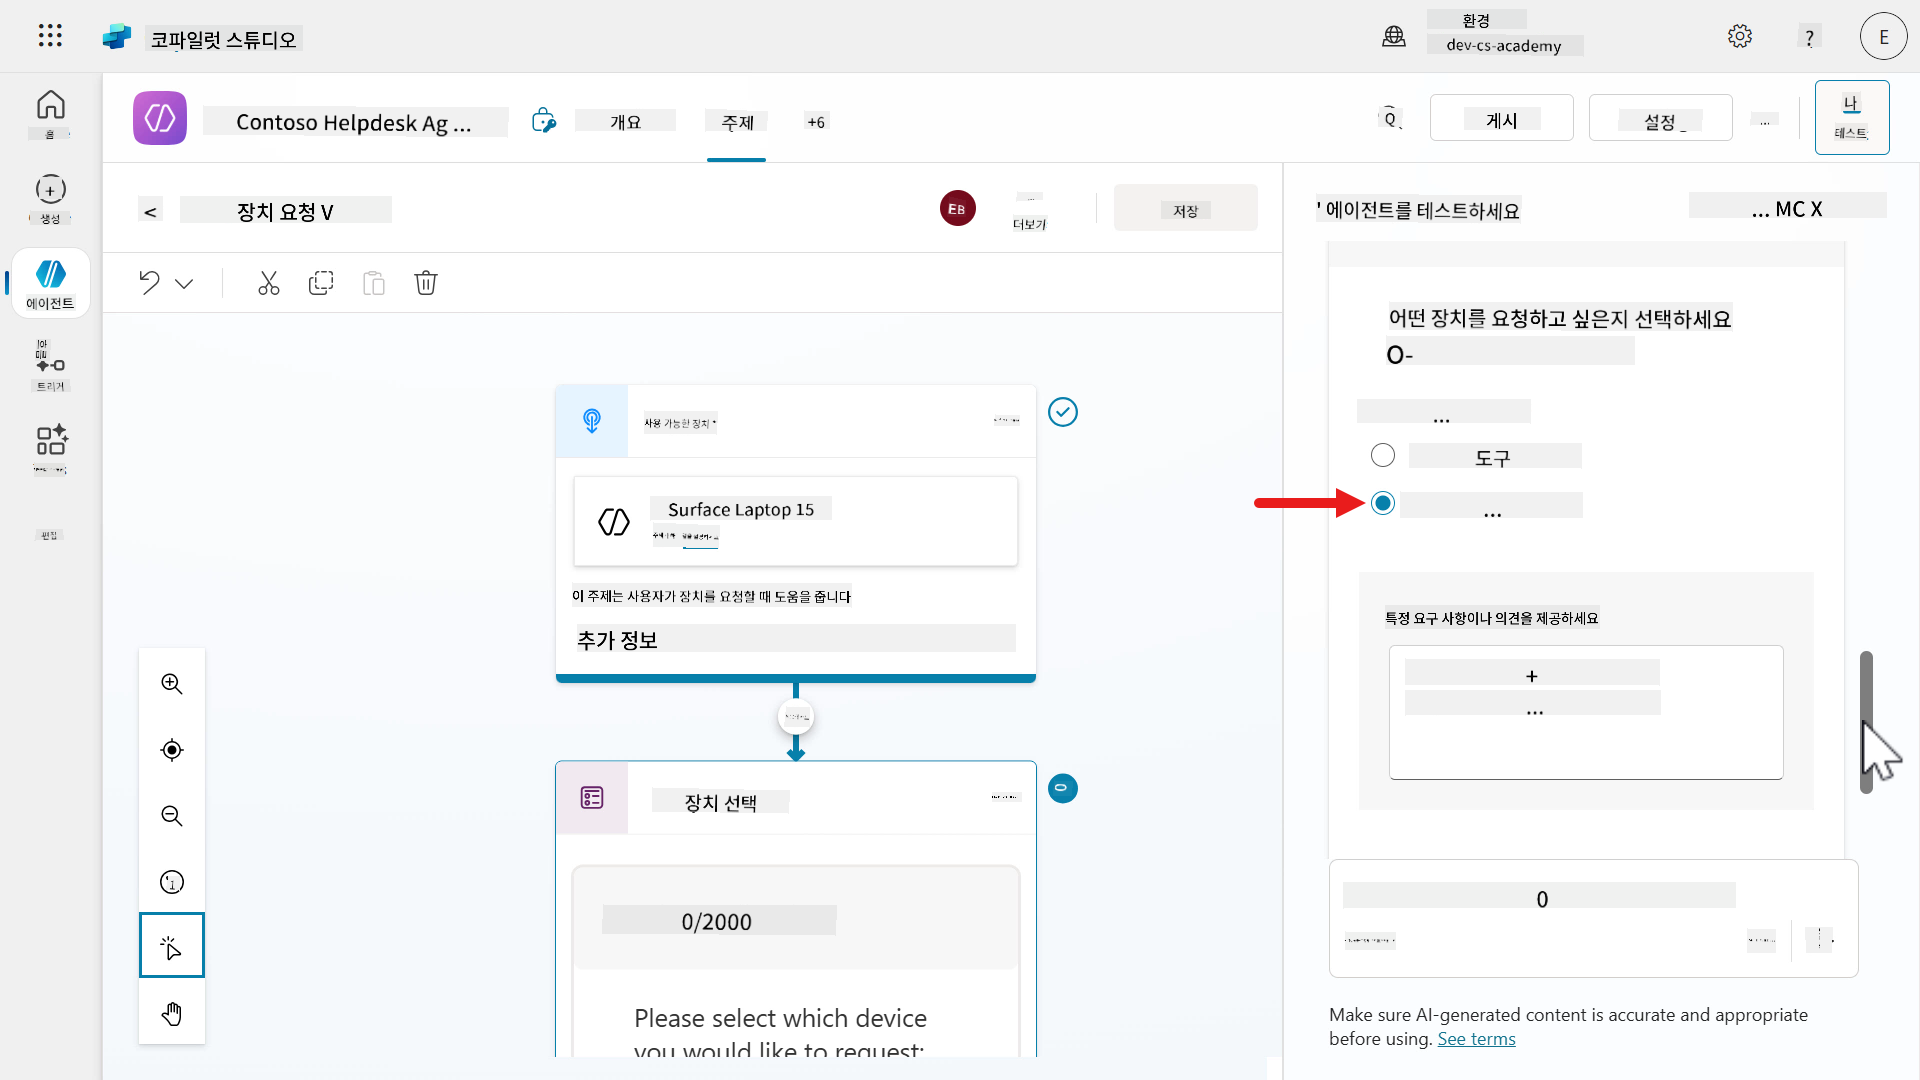 코파일럿 스튜디오
환경
dev-cs-academy
?
E
홈
생성
에이전트
트리거
편집
Contoso Helpdesk Ag ...
개요
주제
+6
Q
게시
설정
...
나
테스트
<
장치 요청 V
EB
...
더보기
저장
사용 가능한 장치
Surface Laptop 15
이 주제는 사용자가 장치를 요청할 때 도움을 줍니다
추가 정보
장치 선택
0/2000
Please select which device
you would like to request:
' 에이전트를 테스트하세요
... MC X
어떤 장치를 요청하고 싶은지 선택하세요
O-
...
도구
...
특정 요구 사항이나 의견을 제공하세요
+
...
0
Make sure AI-generated content is accurate and appropriate
before using. See terms